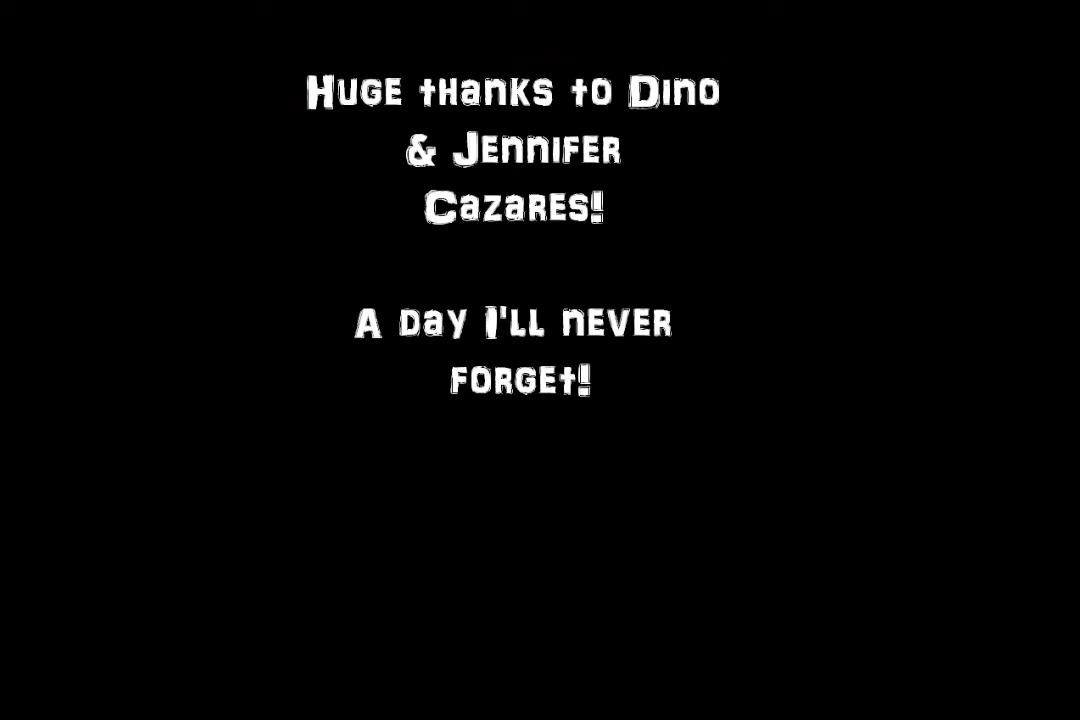 Huge thanks to Dino
& Jennifer
Cazares!
A day I'll never
forget!